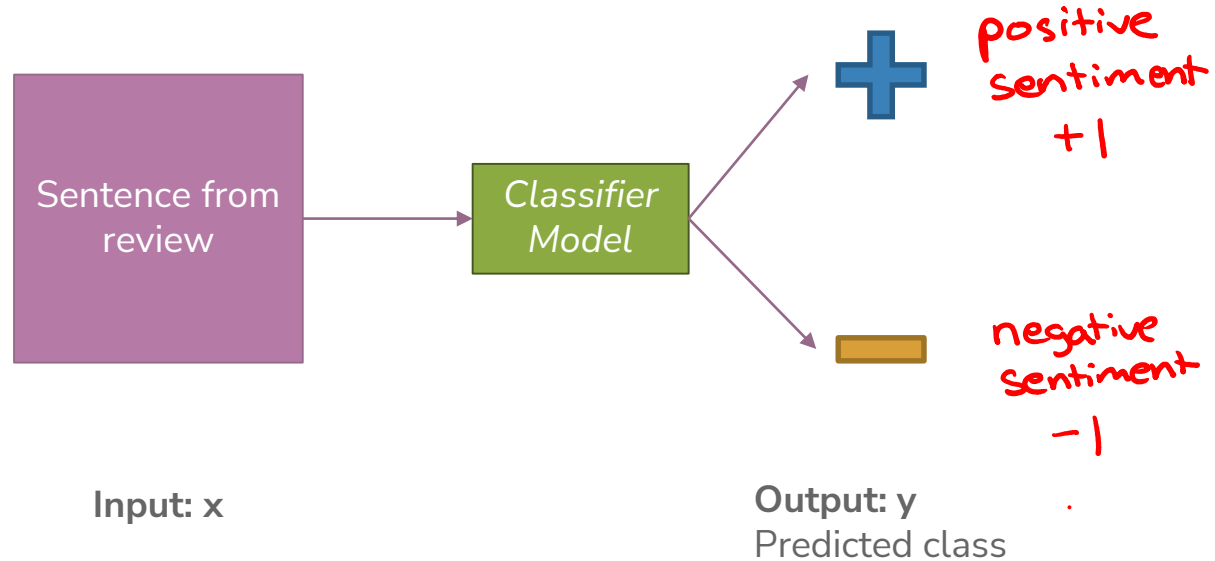 positive
sentiment
+1
Sentence from
review
Classifier
Model
negative
sentiment
-1
Input: x
Output: y
Predicted class